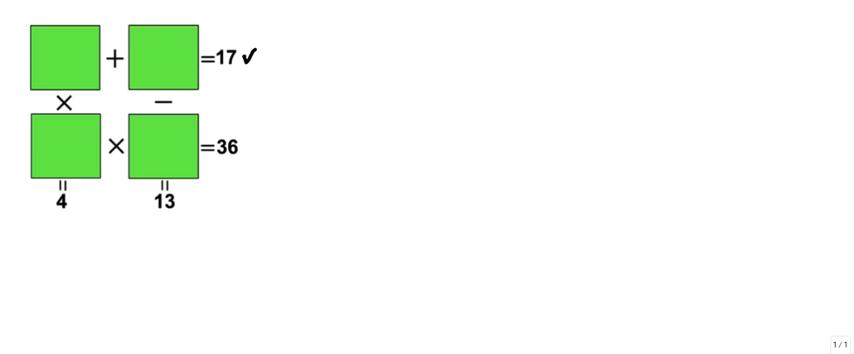 + =17 ✓
× −
× =36
= =
4 13
1 / 1